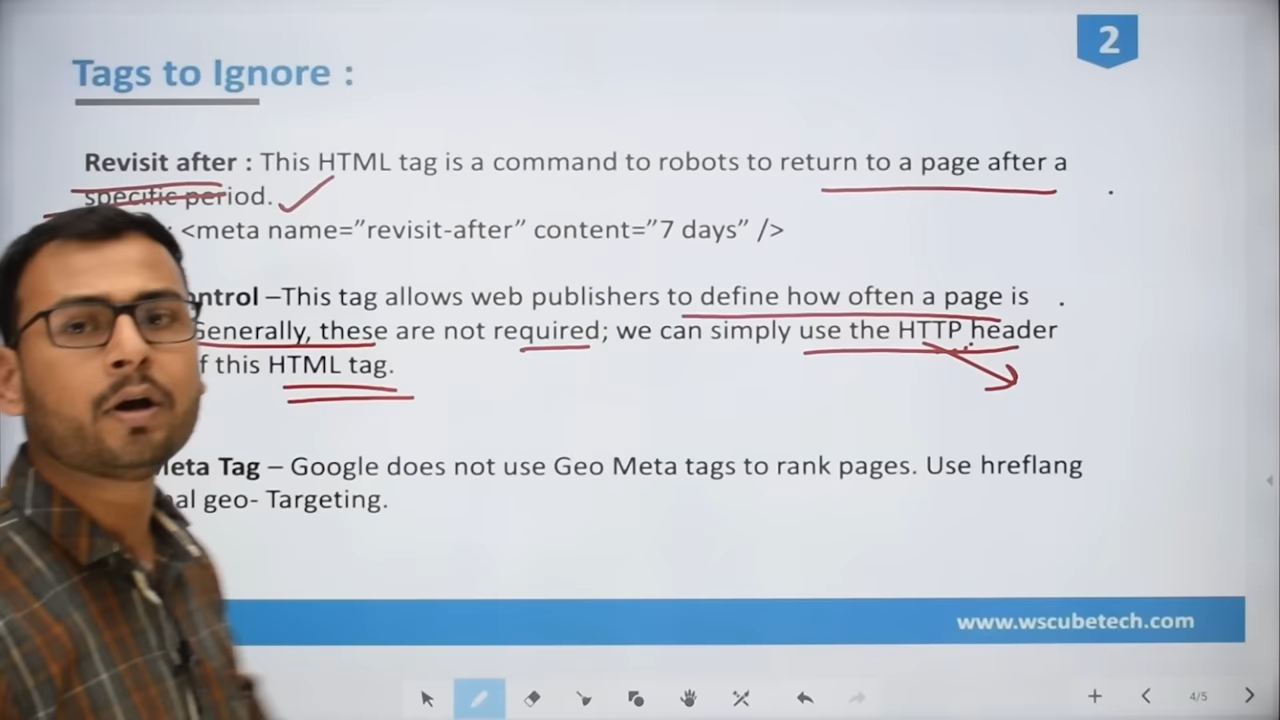 2
Tags to Ignore :
Revisit after : This HTML tag is a command to robots to return to a page after a
specific period.
<meta name=”revisit-after” content=”7 days” />
ntrol –This tag allows web publishers to define how often a page is
Generally, these are not required; we can simply use the HTTP header
f this HTML tag.
Meta Tag – Google does not use Geo Meta tags to rank pages. Use hreflang
al geo- Targeting.
www.wscubetech.com
4/5